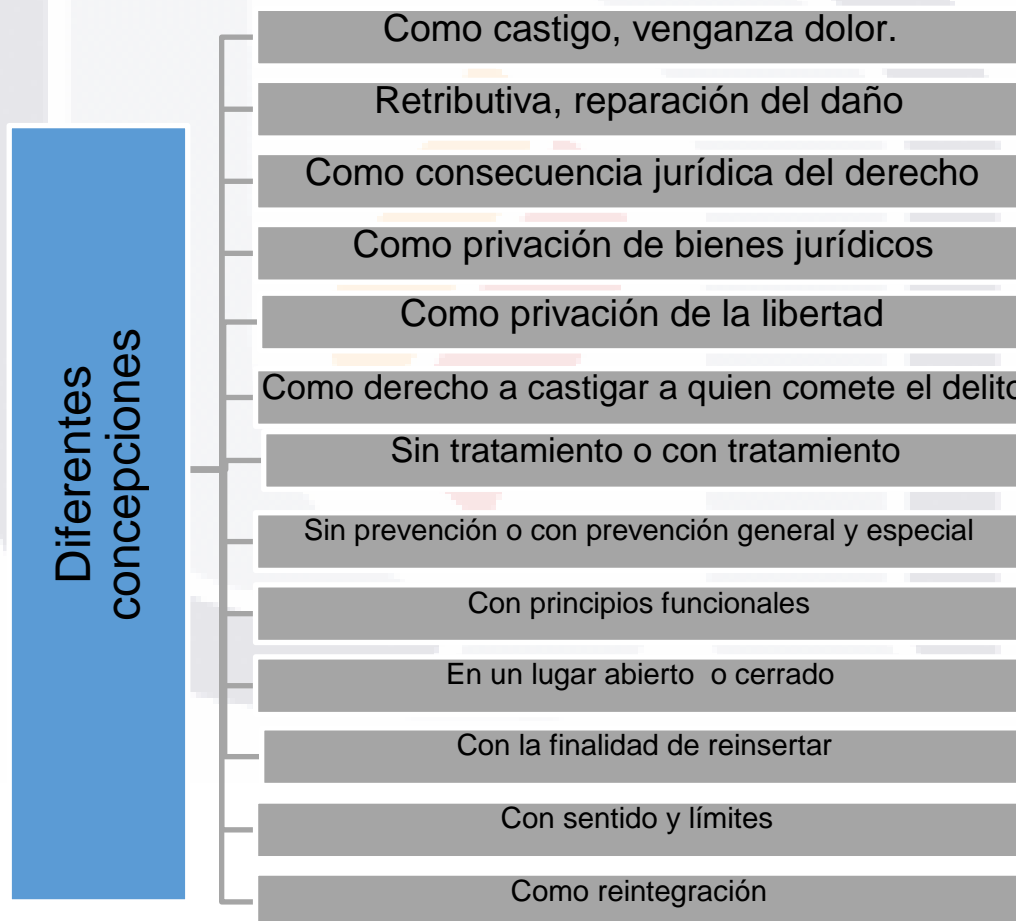 Diferentes
concepciones
Como castigo, venganza dolor.
Retributiva, reparación del daño
Como consecuencia jurídica del derecho
Como privación de bienes jurídicos
Como privación de la libertad
Como derecho a castigar a quien comete el delito
Sin tratamiento o con tratamiento
Sin prevención o con prevención general y especial
Con principios funcionales
En un lugar abierto o cerrado
Con la finalidad de reinsertar
Con sentido y límites
Como reintegración